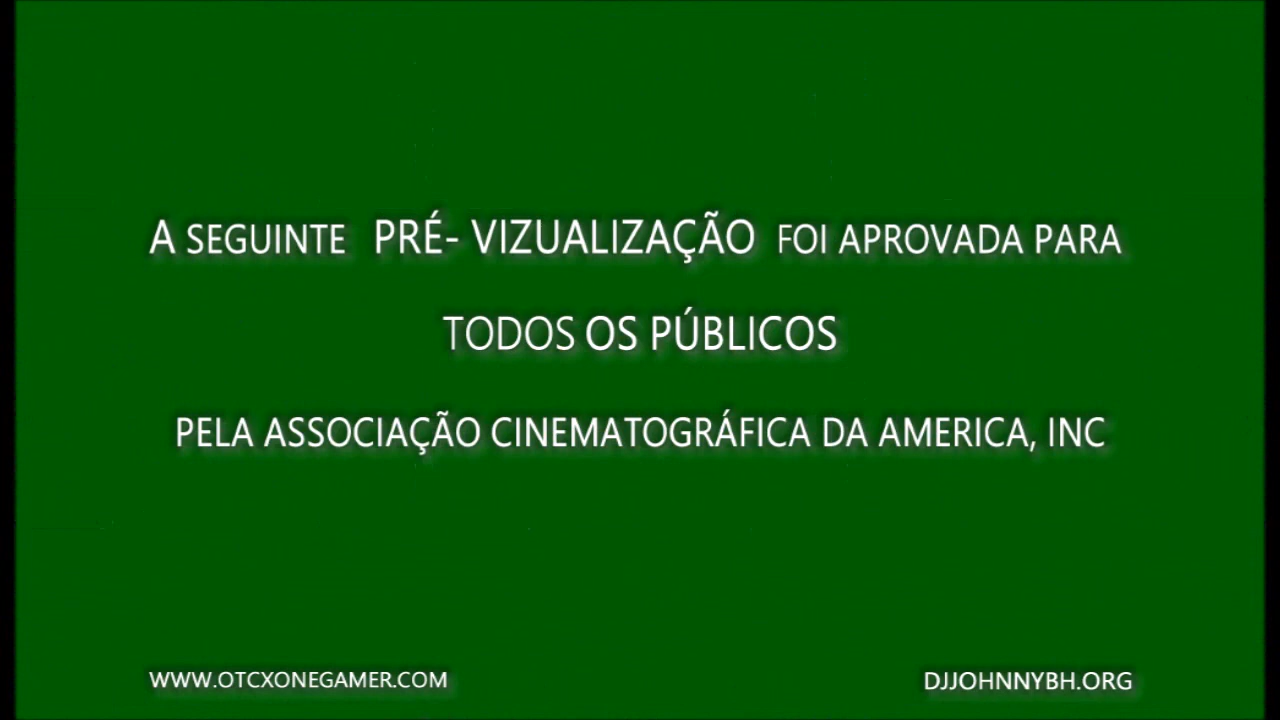 A SEGUINTE PRÉ- VIZUALIZAÇÃO FOI APROVADA PARA
TODOS OS PÚBLICOS
PELA ASSOCIAÇÃO CINEMATOGRÁFICA DA AMERICA, INC
WWW.OTCXONEGAMER.COM
DJJOHNNYBH.ORG